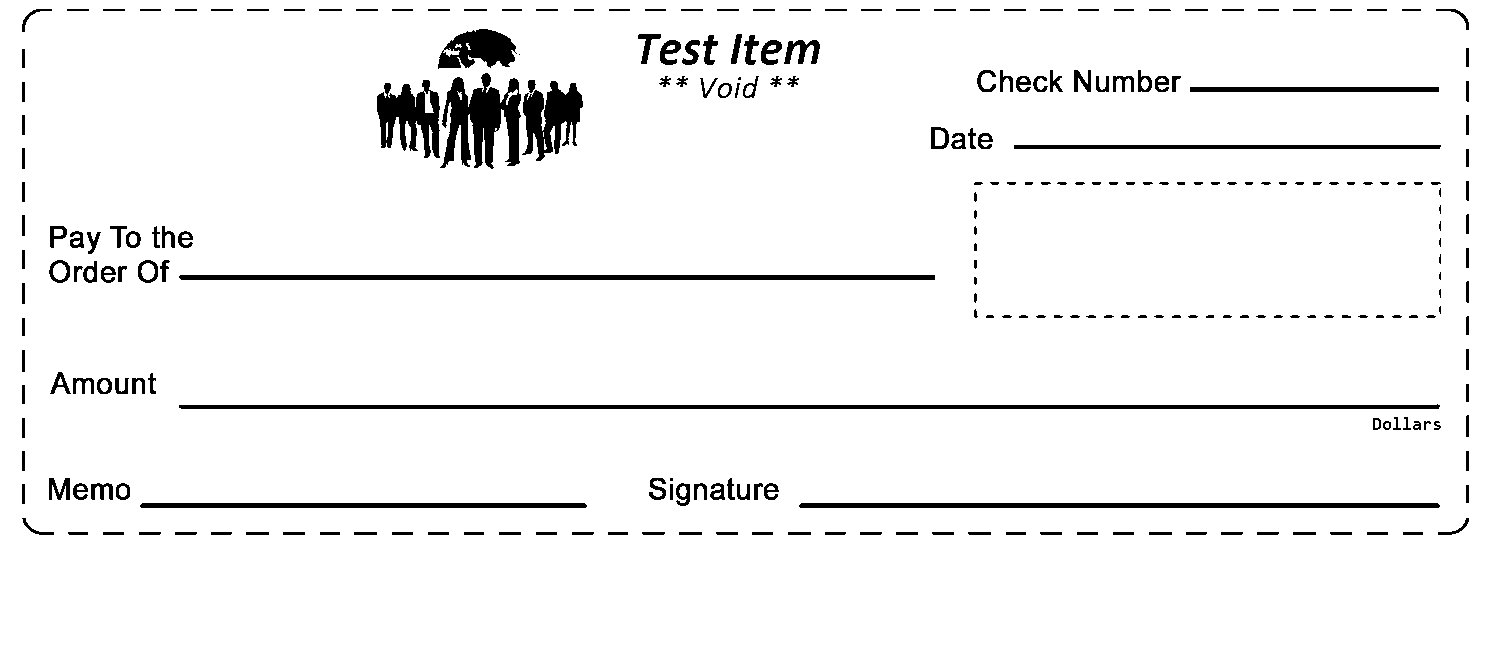 Test Item
** Void **
Check Number
Date
Pay To the
Order Of
Amount
Dollars
Memo
Signature